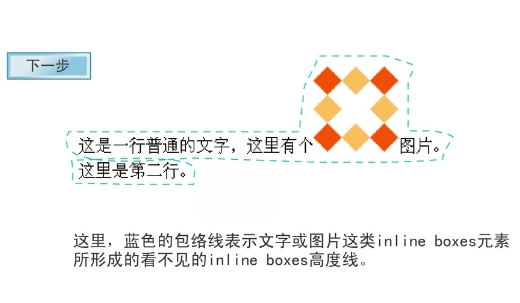 下一步
这是一行普通的文字，这里有个图片。
这里是第二行。
这里，蓝色的包络线表示文字或图片这类inline boxes元素
所形成的看不见的inline boxes高度线。